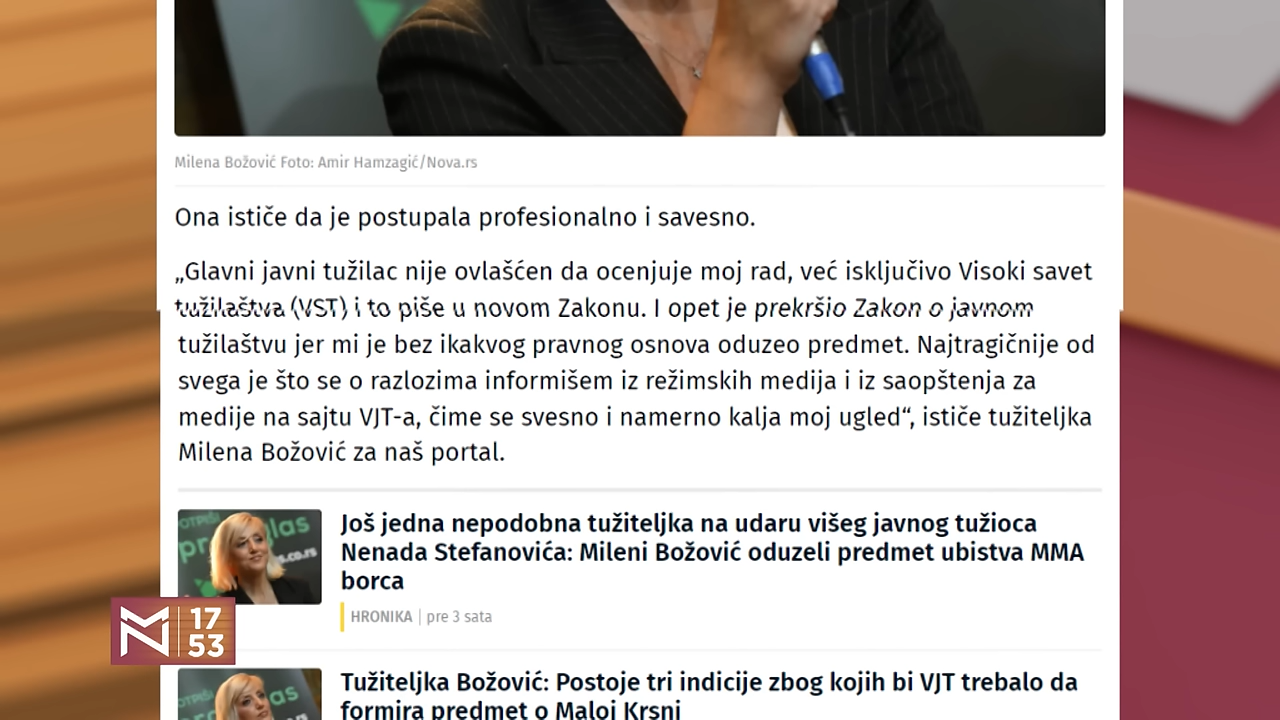 Milena Božović Foto: Amir Hamzagić/Nova.rs
Ona ističe da je postupala profesionalno i savesno.
„Glavni javni tužilac nije ovlašćen da ocenjuje moj rad, već isključivo Visoki savet
tužilaštva (VST) i to piše u novom Zakonu. I opet je prekršio Zakon o javnom
tužilaštvu jer mi je bez ikakvog pravnog osnova oduzeo predmet. Najtragičnije od
svega je što se o razlozima informišem iz režimskih medija i iz saopštenja za
medije na sajtu VJT-a, čime se svesno i namerno kalja moj ugled“, ističe tužiteljka
Milena Božović za naš portal.
Još jedna nepodobna tužiteljka na udaru višeg javnog tužioca
Nenada Stefanovića: Mileni Božović oduzeli predmet ubistva MMA
borca
HRONIKA | pre 3 sata
17
53
Tužiteljka Božović: Postoje tri indicije zbog kojih bi VJT trebalo da
formira predmet o Maloj Krsni